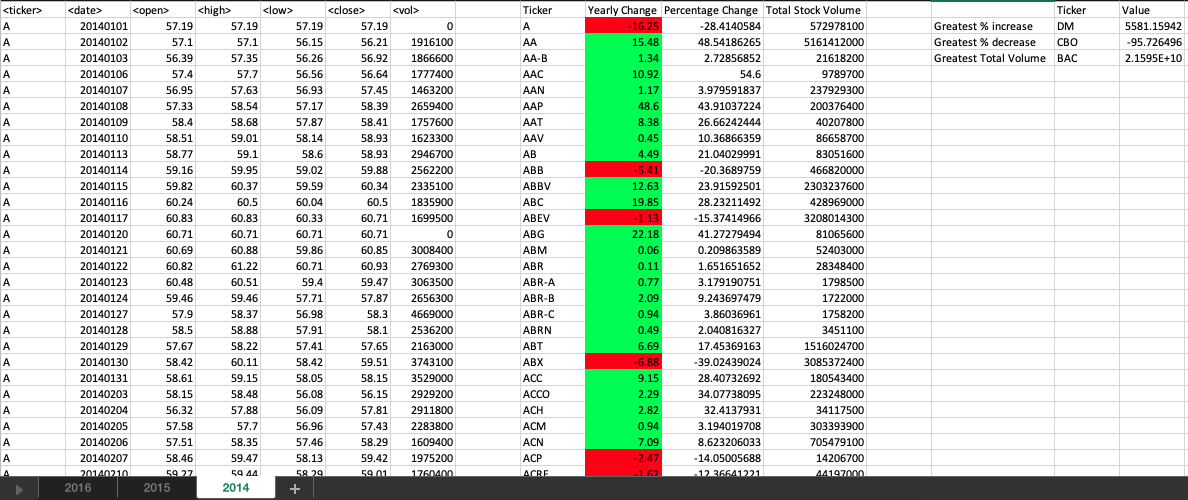 <ticker> <date> <open> <high> <low> <close> <vol> Ticker Yearly Change Percentage Change Total Stock Volume Ticker Value
A 20140101 57.19 57.19 57.19 57.19 0 A -16.25 -28.4140584 572978100 Greatest % increase DM 5581.15942
A 20140102 57.1 57.1 56.15 56.21 1916100 AA 15.48 48.54186265 5161412000 Greatest % decrease CBO -95.726496
A 20140103 56.39 57.35 56.26 56.92 1866600 AA-B 1.34 2.72856852 21618200 Greatest Total Volume BAC 2.1595E+10
A 20140106 57.4 57.7 56.56 56.64 1777400 AAC 10.92 54.6 9789700
A 20140107 56.95 57.63 56.93 57.45 1463200 AAN 1.17 3.979591837 237929300
A 20140108 57.33 58.54 57.17 58.39 2659400 AAP 48.6 43.91037224 200376400
A 20140109 58.4 58.68 57.87 58.41 1757600 AAT 8.38 26.66242444 40207800
A 20140110 58.51 59.01 58.14 58.93 1623300 AAV 0.45 10.36866359 86658700
A 20140113 58.77 59.1 58.6 58.93 2946700 AB 4.49 21.04029991 83051600
A 20140114 59.16 59.95 59.02 59.88 2562200 ABB -5.41 -20.3689759 466820000
A 20140115 59.82 60.37 59.59 60.34 2335100 ABBV 12.63 23.91592501 2303237600
A 20140116 60.24 60.5 60.04 60.5 1835900 ABC 19.85 28.23211492 428969000
A 20140117 60.83 60.83 60.33 60.71 1699500 ABEV -1.13 -15.37414966 3208014300
A 20140120 60.71 60.71 60.71 60.71 0 ABG 22.18 41.27279494 81065600
A 20140121 60.69 60.88 59.86 60.85 3008400 ABM 0.06 0.209863589 52403000
A 20140122 60.82 61.22 60.71 60.93 2769300 ABR 0.11 1.651651652 28348400
A 20140123 60.48 60.51 59.4 59.47 3063500 ABR-A 0.77 3.179190751 1798500
A 20140124 59.46 59.46 57.71 57.87 2656300 ABR-B 2.09 9.243697479 1722000
A 20140127 57.9 58.37 56.98 58.3 4669000 ABR-C 0.94 3.86036961 1758200
A 20140128 58.5 58.88 57.91 58.1 2536200 ABRN 0.49 2.040816327 3451100
A 20140129 57.67 58.22 57.41 57.65 2163000 ABT 6.69 17.45369163 1516024700
A 20140130 58.42 60.11 58.42 59.51 3743100 ABX -6.88 -39.02439024 3085372400
A 20140131 58.61 59.15 58.05 58.15 3529000 ACC 9.15 28.40732692 180543400
A 20140203 58.15 58.48 56.08 56.15 2929200 ACCO 2.29 34.07738095 223248000
A 20140204 56.32 57.88 56.09 57.81 2911800 ACH 2.82 32.4137931 34117500
A 20140205 57.58 57.7 56.96 57.43 2283800 ACM 0.94 3.194019708 303393900
A 20140206 57.51 58.35 57.46 58.29 1609400 ACN 7.09 8.623206033 705479100
A 20140207 58.46 59.47 58.13 59.42 1975200 ACP -2.47 -14.05005688 14206700
A 20140210 59.27 59.44 58.29 59.01 1760400 ACRE -1.62 -12.36641221 44197000
2016 2015 2014 +